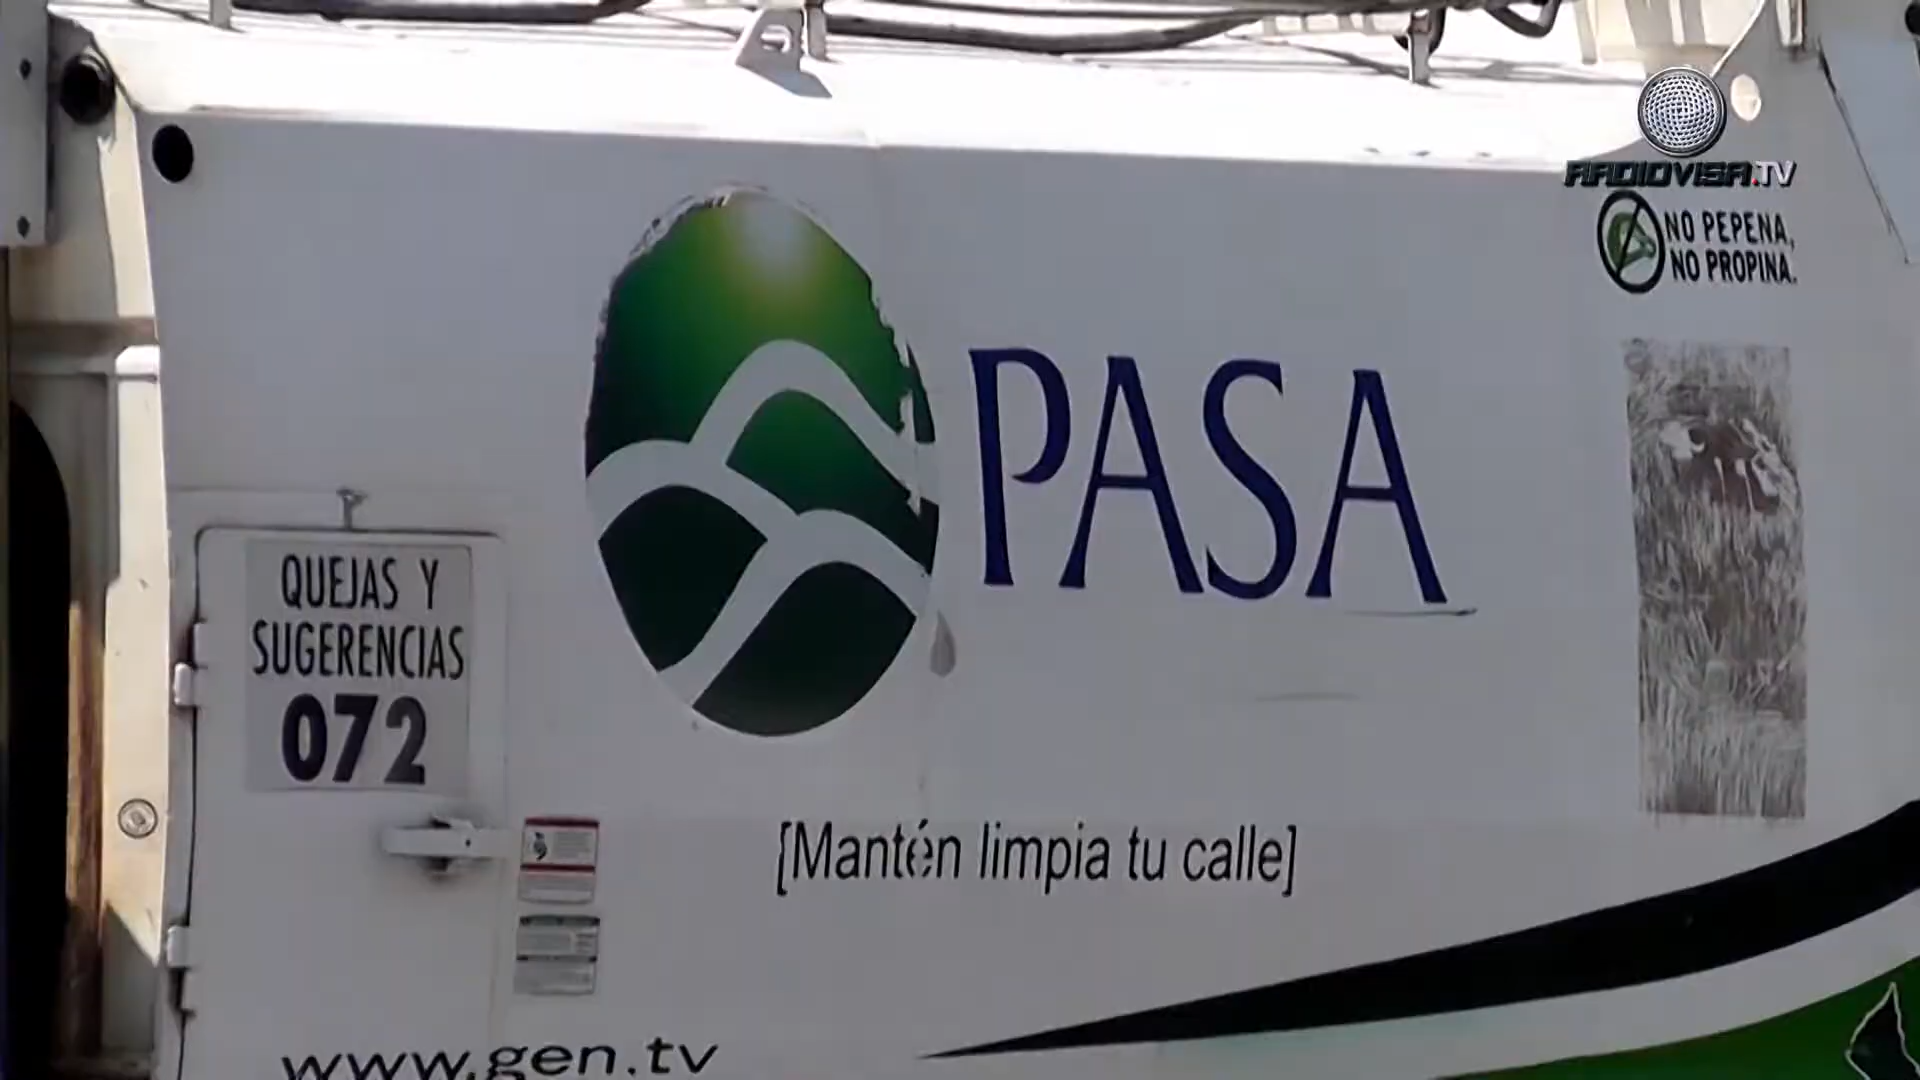 RADIOVISA.TV
NO PEPENA,
NO PROPINA.
PASA
QUEJAS Y
SUGERENCIAS
072
[Mantén limpia tu calle]
www.gen.tv